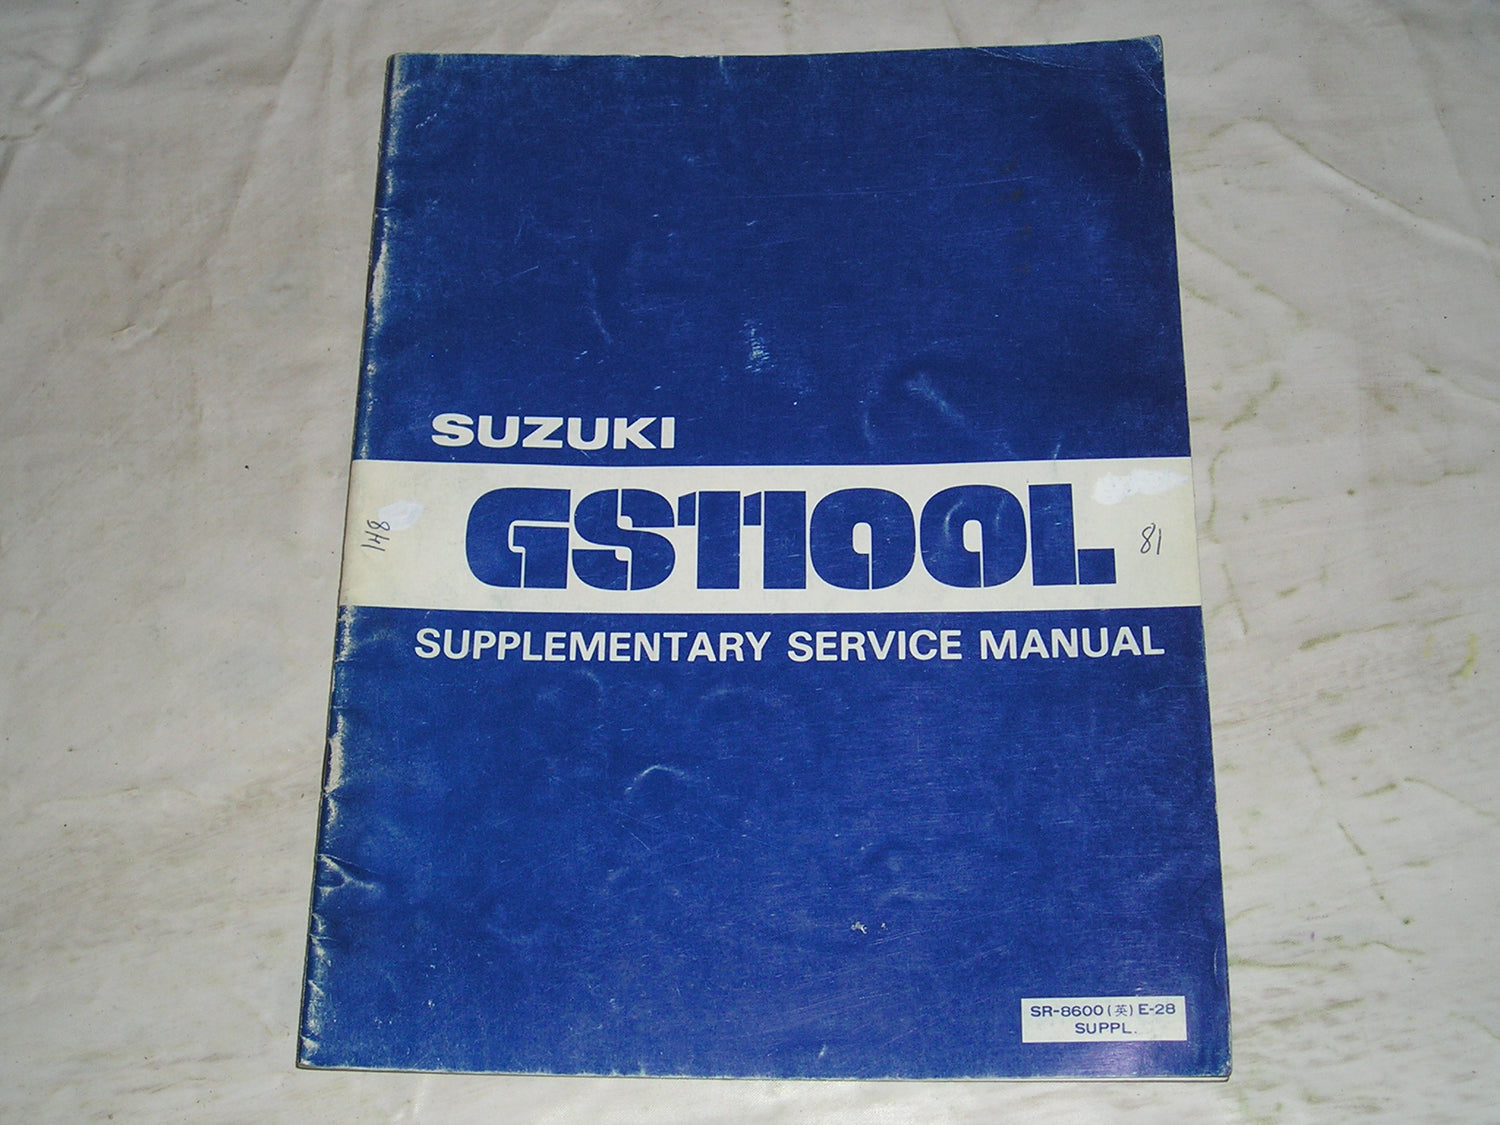 SUZUKI
148
GS1100L
81
SUPPLEMENTARY SERVICE MANUAL
SR-8600 (英) E-28
SUPPL.